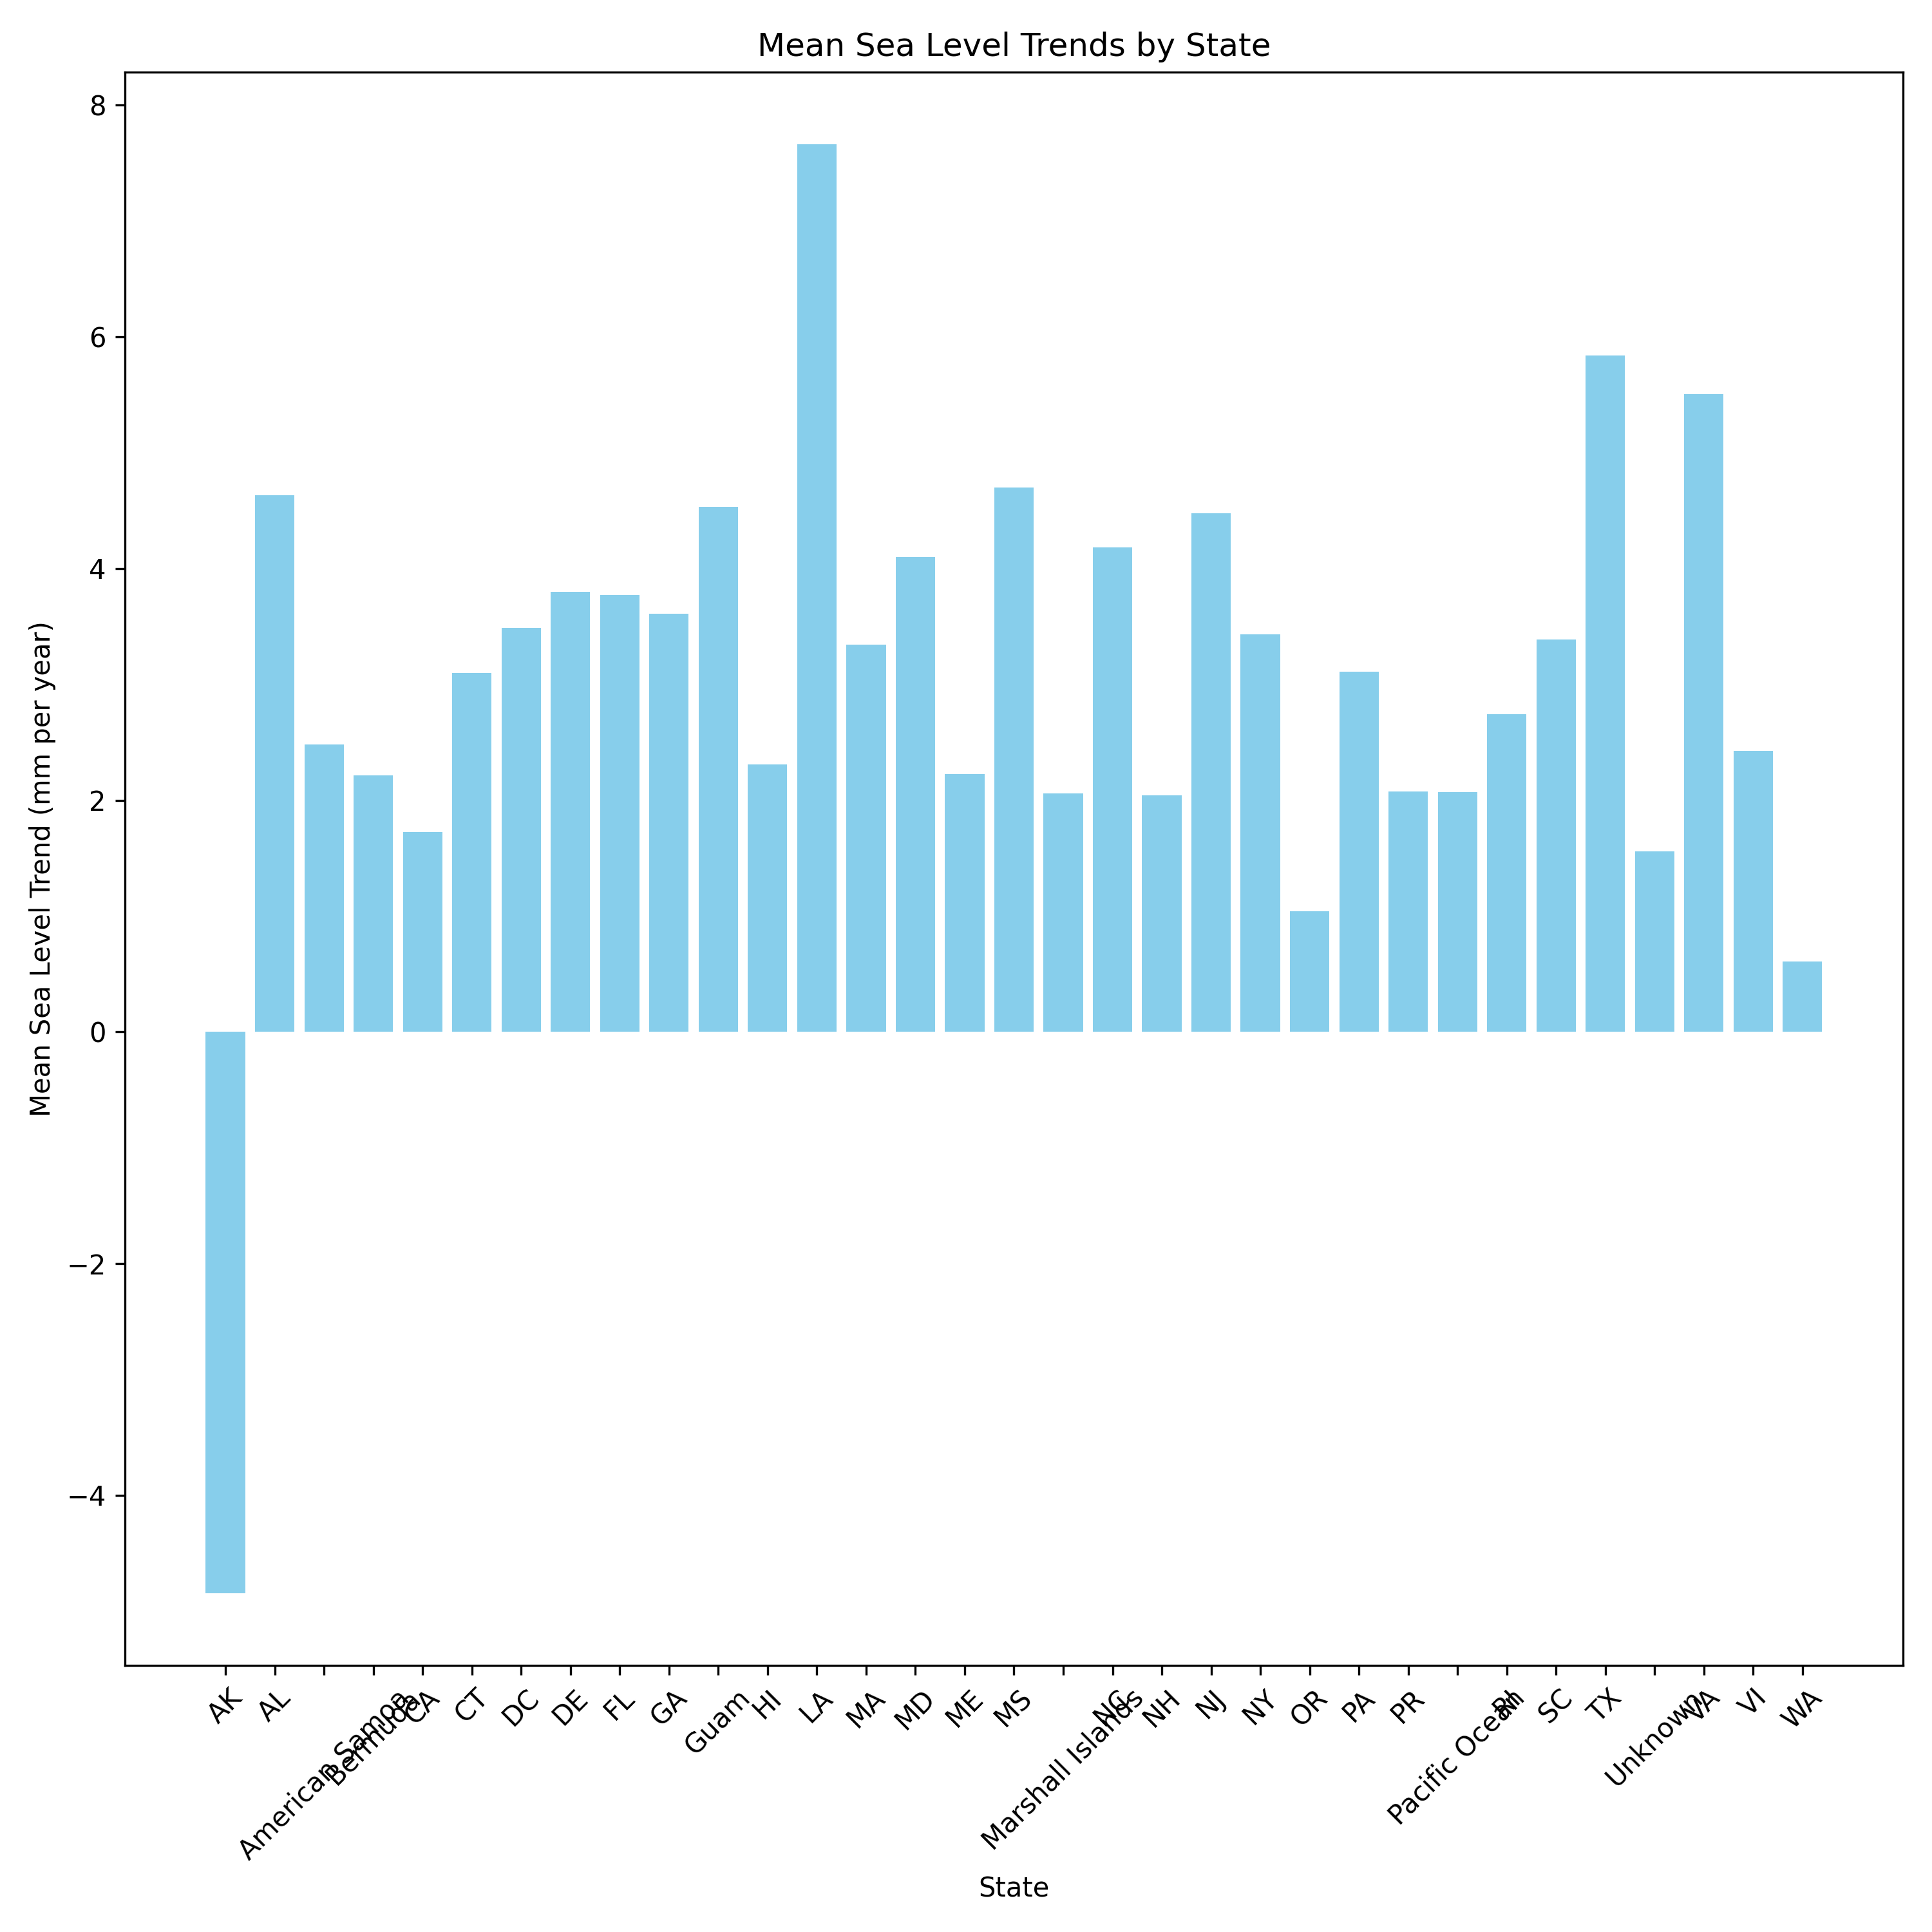 Mean Sea Level Trends by State
8
6
4
2
0
−2
−4
Mean Sea Level Trend (mm per year)
AK
AL
American Samoa
Bermuda
CA
CT
DC
DE
FL
GA
Guam
HI
LA
MA
MD
ME
MS
Marshall Islands
NC
NH
NJ
NY
OR
PA
PR
Pacific Ocean
RI
SC
TX
Unknown
VA
VI
WA
State